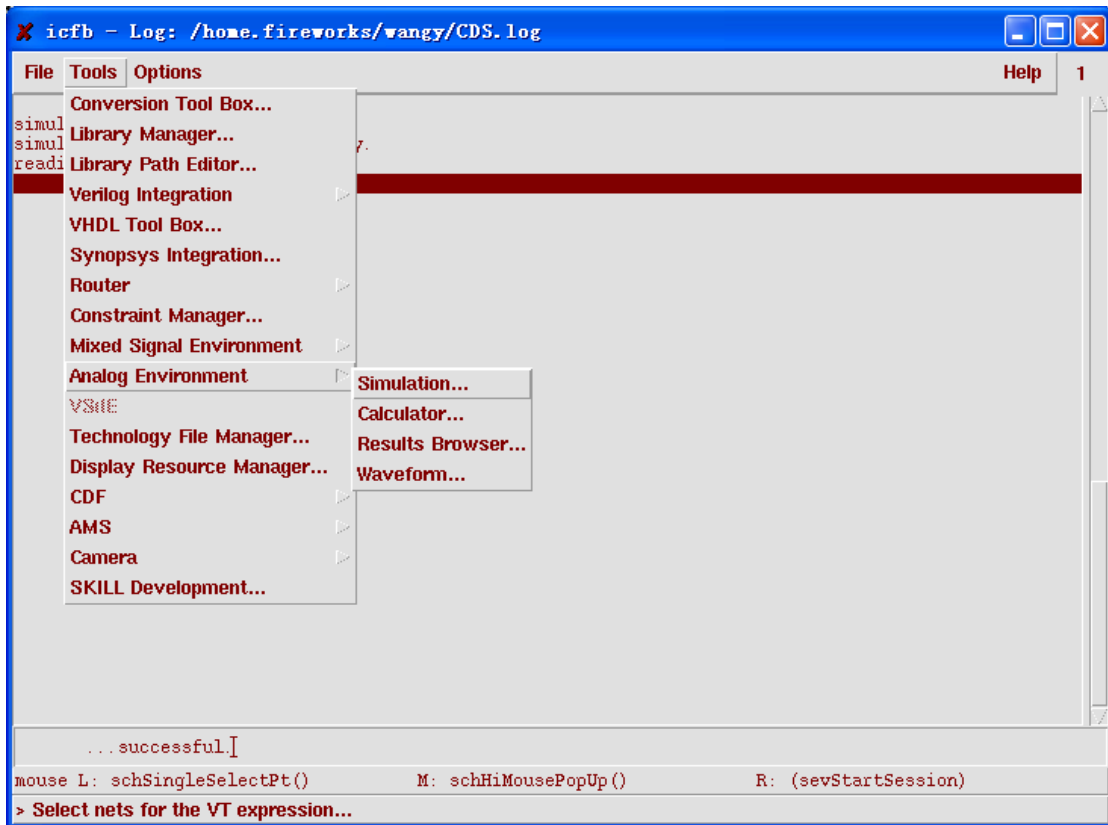 icfb - Log: /home.fireworks/wangy/CDS.log
File Tools Options Help 1
simul
simul y.
readi
Conversion Tool Box...
Library Manager...
Library Path Editor...
Verilog Integration
VHDL Tool Box...
Synopsys Integration...
Router
Constraint Manager...
Mixed Signal Environment
Analog Environment
VSdE
Technology File Manager...
Display Resource Manager...
CDF
AMS
Camera
SKILL Development...
Simulation...
Calculator...
Results Browser...
Waveform...
...successful.
mouse L: schSingleSelectPt() M: schHiMousePopUp() R: (sevStartSession)
> Select nets for the VT expression...